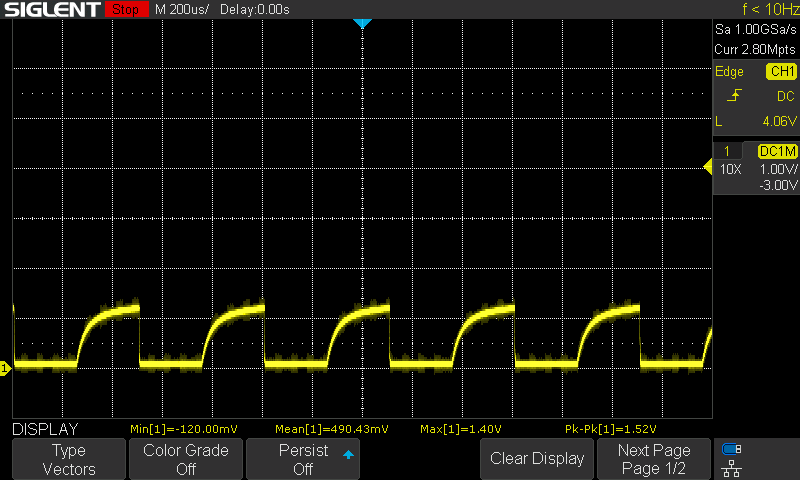 SIGLENT Stop M 200us/ Delay:0.00s f < 10Hz
Sa 1.00GSa/s
Curr 2.80Mpts
Edge CH1
DC
L 4.06V
1 DC1M
10X 1.00V/
-3.00V
1
DISPLAY Min[1]=-120.00mV Mean[1]=490.43mV Max[1]=1.40V Pk-Pk[1]=1.52V
Type Color Grade Persist Clear Display Next Page
Vectors Off Off Page 1/2